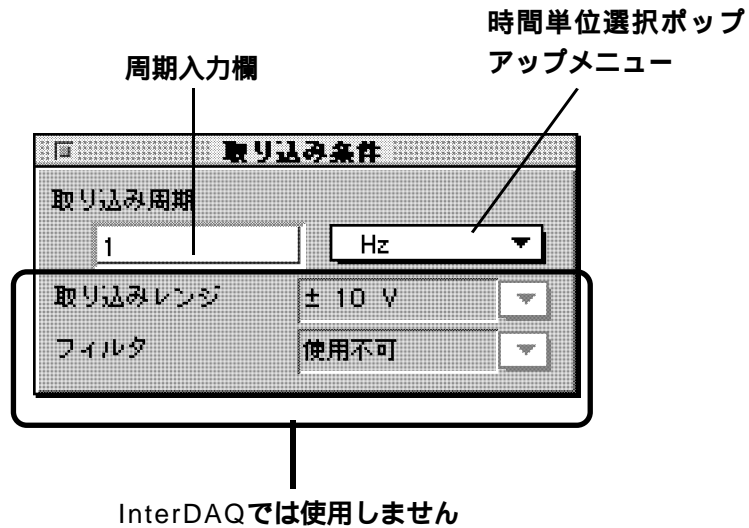 時間単位選択ポップ
アップメニュー
周期入力欄
取り込み条件
取り込み周期
1
Hz
取り込みレンジ
± 10 V
フィルタ
使用不可
InterDAQでは使用しません